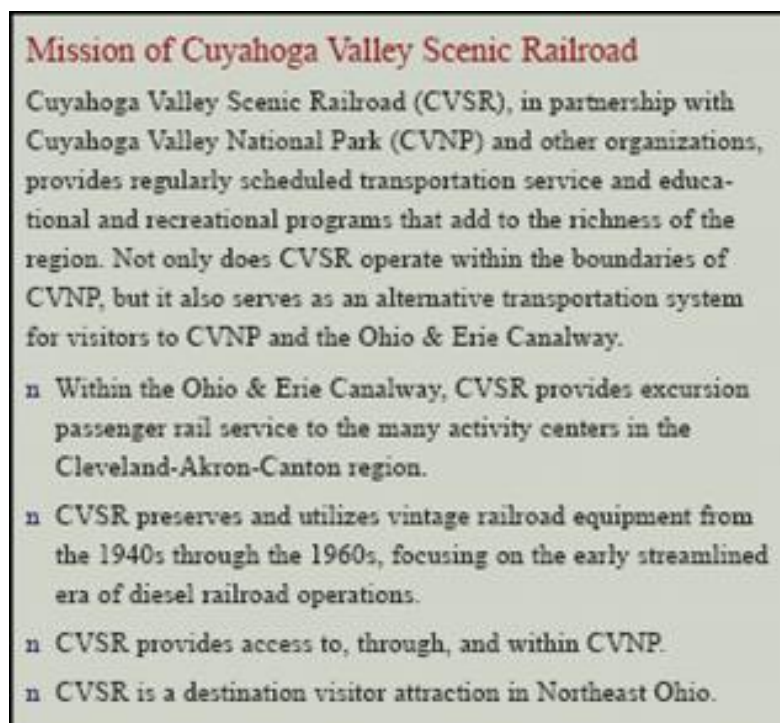 Mission of Cuyahoga Valley Scenic Railroad
Cuyahoga Valley Scenic Railroad (CVSR), in partnership with
Cuyahoga Valley National Park (CVNP) and other organizations,
provides regularly scheduled transportation service and educa-
tional and recreational programs that add to the richness of the
region. Not only does CVSR operate within the boundaries of
CVNP, but it also serves as an alternative transportation system
for visitors to CVNP and the Ohio & Erie Canalway.
n Within the Ohio & Erie Canalway, CVSR provides excursion
passenger rail service to the many activity centers in the
Cleveland-Akron-Canton region.
n CVSR preserves and utilizes vintage railroad equipment from
the 1940s through the 1960s, focusing on the early streamlined
era of diesel railroad operations.
n CVSR provides access to, through, and within CVNP.
n CVSR is a destination visitor attraction in Northeast Ohio.